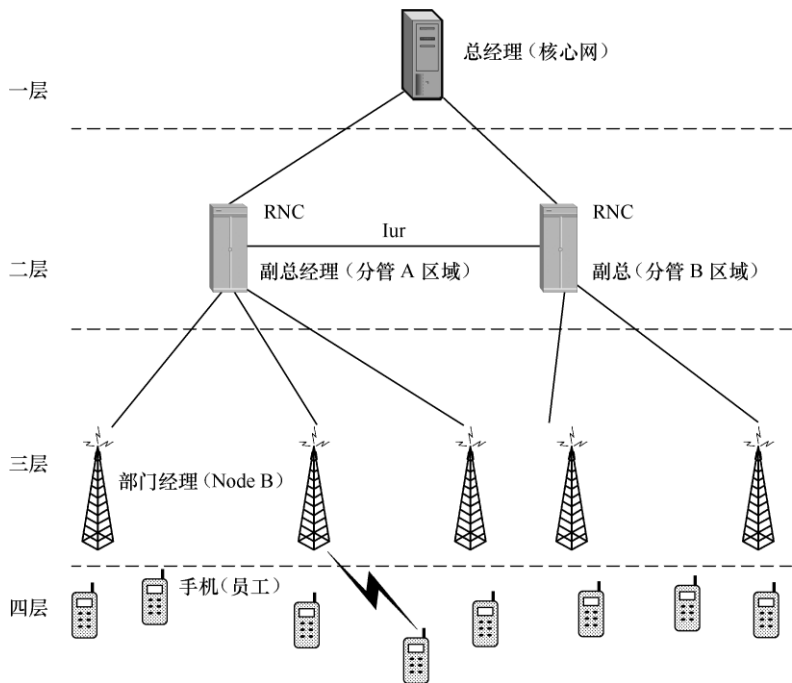 总经理(核心网)
一层
RNC
RNC
Iur
二层
副总经理(分管 A 区域)
副总(分管 B 区域)
三层
部门经理(Node B)
手机(员工)
四层